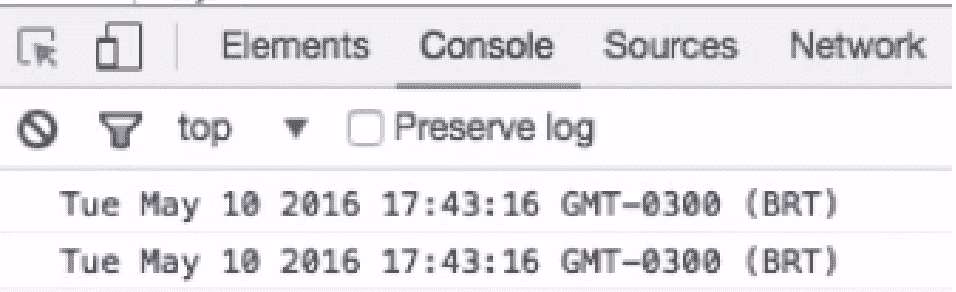 Elements Console Sources Network
top Preserve log
Tue May 10 2016 17:43:16 GMT-0300 (BRT)
Tue May 10 2016 17:43:16 GMT-0300 (BRT)